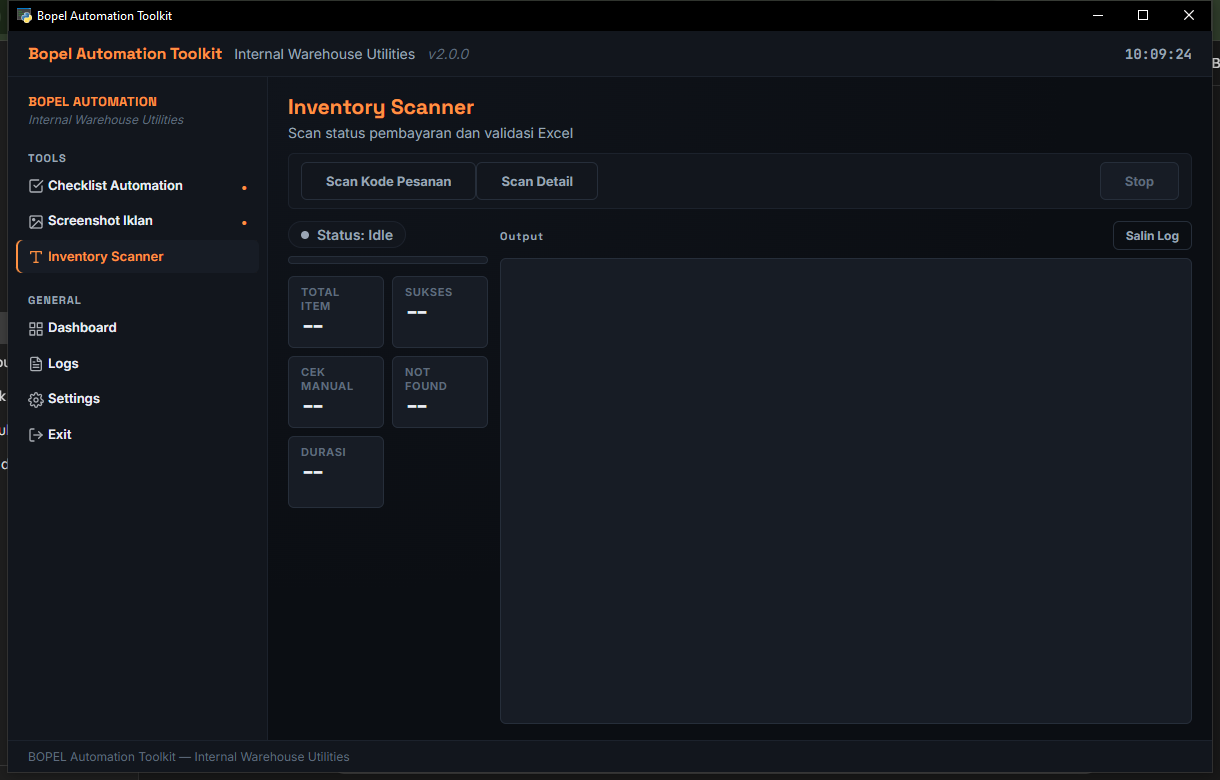 Bopel Automation Toolkit
Bopel Automation Toolkit Internal Warehouse Utilities v2.0.0 10:09:24
BOPEL AUTOMATION
Internal Warehouse Utilities
TOOLS
Checklist Automation
Screenshot Iklan
Inventory Scanner
GENERAL
Dashboard
Logs
Settings
Exit
Inventory Scanner
Scan status pembayaran dan validasi Excel
Scan Kode Pesanan Scan Detail Stop
Status: Idle
TOTAL
ITEM
--
SUKSES
--
CEK
MANUAL
--
NOT
FOUND
--
DURASI
--
Output Salin Log
BOPEL Automation Toolkit — Internal Warehouse Utilities